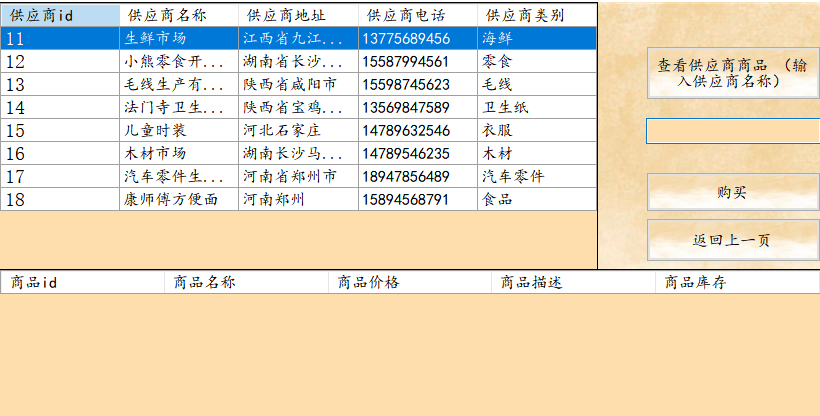 供应商id 供应商名称 供应商地址 供应商电话 供应商类别
11 生鲜市场 江西省九江... 13775689456 海鲜
12 小熊零食开... 湖南省长沙... 15587994561 零食
13 毛线生产有... 陕西省咸阳市 15598745623 毛线
14 法门寺卫生... 陕西省宝鸡... 13569847589 卫生纸
15 儿童时装 河北石家庄 14789632546 衣服
16 木材市场 湖南长沙马... 14789546235 木材
17 汽车零件生... 河南省郑州市 18947856489 汽车零件
18 康师傅方便面 河南郑州 15894568791 食品
查看供应商商品 （输
入供应商名称）
购买
返回上一页
商品id 商品名称 商品价格 商品描述 商品库存